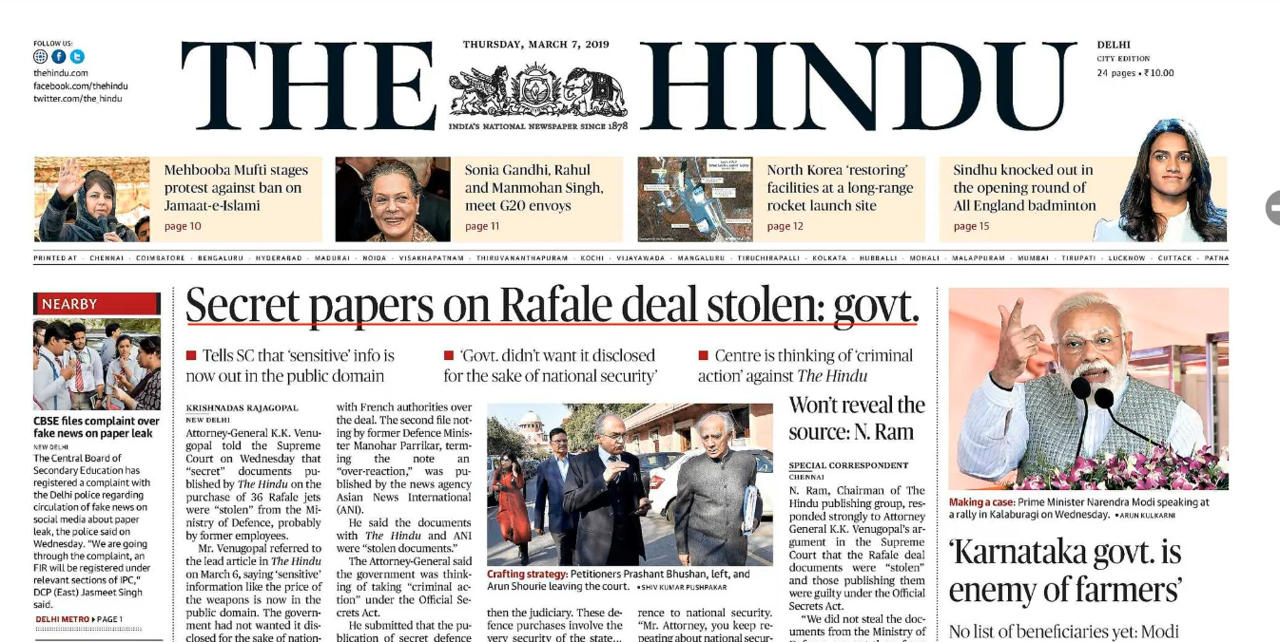 FOLLOW US:
thehindu.com
facebook.com/thehindu
twitter.com/the_hindu
THE HINDU
THURSDAY, MARCH 7, 2019
INDIA'S NATIONAL NEWSPAPER SINCE 1878
DELHI
CITY EDITION
24 pages • ₹10.00
Mehbooba Mufti stages
protest against ban on
Jamaat-e-Islami
page 10
Sonia Gandhi, Rahul
and Manmohan Singh,
meet G20 envoys
page 11
North Korea ‘restoring’
facilities at a long-range
rocket launch site
page 12
Sindhu knocked out in
the opening round of
All England badminton
page 15
PRINTED AT · CHENNAI · COIMBATORE · BENGALURU · HYDERABAD · MADURAI · NOIDA · VISAKHAPATNAM · THIRUVANANTHAPURAM · KOCHI · VIJAYAWADA · MANGALURU · TIRUCHIRAPALLI · KOLKATA · HUBBALLI · MOHALI · MALAPPURAM · MUMBAI · TIRUPATI · LUCKNOW · CUTTACK · PATNA
NEARBY
CBSE files complaint over
fake news on paper leak
NEW DELHI
The Central Board of
Secondary Education has
registered a complaint with
the Delhi police regarding
circulation of fake news on
social media about paper
leak, the police said on
Wednesday. "We are going
through the complaint, an
FIR will be registered under
relevant sections of IPC,"
DCP (East) Jasmeet Singh
said.
DELHI METRO ▶ PAGE 1
Secret papers on Rafale deal stolen: govt.
■ Tells SC that ‘sensitive’ info is
now out in the public domain
■ ‘Govt. didn’t want it disclosed
for the sake of national security’
■ Centre is thinking of ‘criminal
action’ against The Hindu
KRISHNADAS RAJAGOPAL
NEW DELHI
Attorney-General K.K. Venu-
gopal told the Supreme
Court on Wednesday that
“secret” documents pu-
blished by The Hindu on the
purchase of 36 Rafale jets
were “stolen” from the Mi-
nistry of Defence, probably
by former employees.
Mr. Venugopal referred to
the lead article in The Hindu
on March 6, saying ‘sensitive’
information like the price of
the weapons is now in the
public domain. The govern-
ment had not wanted it dis-
closed for the sake of nation-
with French authorities over
the deal. The second file not-
ing by former Defence Minis-
ter Manohar Parrikar, term-
ing the note an
“over-reaction,” was pu-
blished by the news agency
Asian News International
(ANI).
He said the documents
with The Hindu and ANI
were “stolen documents.”
The Attorney-General said
the government was think-
ing of taking “criminal ac-
tion” under the Official Se-
crets Act.
He submitted that the pu-
blication of secret defence
Crafting strategy: Petitioners Prashant Bhushan, left, and
Arun Shourie leaving the court. • SHIV KUMAR PUSHPAKAR
then the judiciary. These de-
fence purchases involve the
very security of the state...
rence to national security.
“Mr. Attorney, you keep re-
peating about national secur-
Won’t reveal the
source: N. Ram
SPECIAL CORRESPONDENT
CHENNAI
N. Ram, Chairman of The
Hindu publishing group, res-
ponded strongly to Attorney
General K.K. Venugopal’s ar-
gument in the Supreme
Court that the Rafale deal
documents were “stolen”
and those publishing them
were guilty under the Official
Secrets Act.
“We did not steal the doc-
uments from the Ministry of
Making a case: Prime Minister Narendra Modi speaking at
a rally in Kalaburagi on Wednesday. • ARUN KULKARNI
‘Karnataka govt. is
enemy of farmers’
No list of beneficiaries yet: Modi